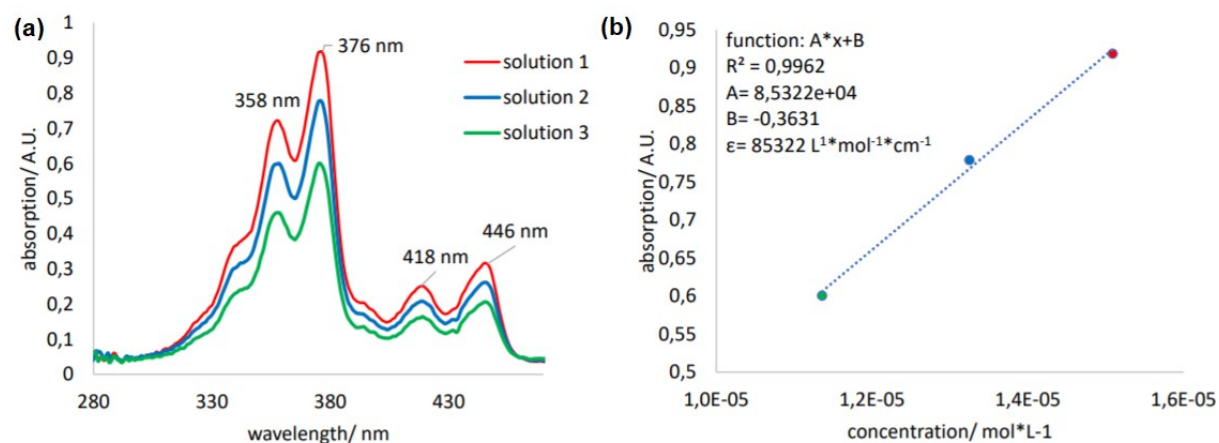 (a)
absorption/ A.U.
1
0,9
0,8
0,7
0,6
0,5
0,4
0,3
0,2
0,1
0
280
330
380
430
wavelength/ nm
358 nm
376 nm
418 nm
446 nm
solution 1
solution 2
solution 3
(b)
absorption/ A.U.
0,95
0,9
0,85
0,8
0,75
0,7
0,65
0,6
0,55
0,5
function: A*x+B
R² = 0,9962
A= 8,5322e+04
B= -0,3631
ε= 85322 L¹*mol⁻¹*cm⁻¹
1,0E-05
1,2E-05
1,4E-05
1,6E-05
concentration/ mol*L-1